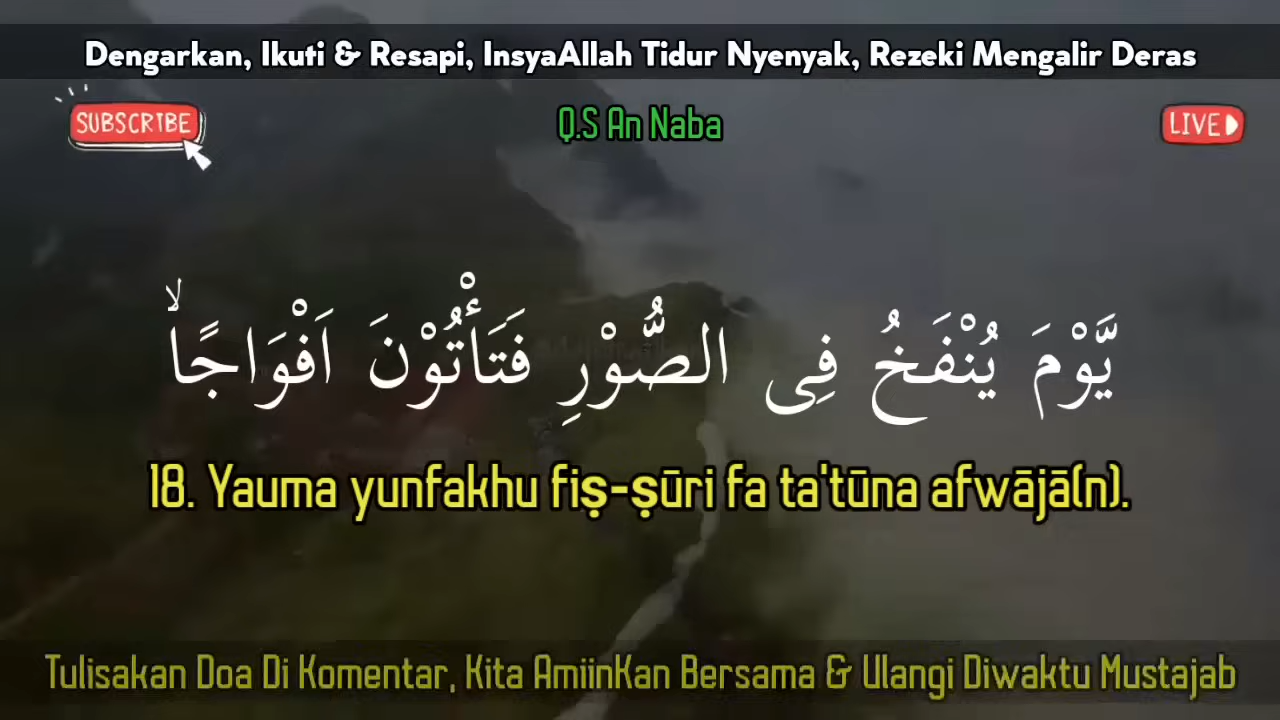 Dengarkan, Ikuti & Resapi, InsyaAllah Tidur Nyenyak, Rezeki Mengalir Deras
SUBSCRIBE
Q.S An Naba
LIVE
يَّوْمَ يُنْفَخُ فِى الصُّوْرِ فَتَأْتُوْنَ اَفْوَاجًاۙ
18. Yauma yunfakhu fiṣ-ṣūri fa ta'tūna afwājā(n).
Tulisakan Doa Di Komentar, Kita AmiinKan Bersama & Ulangi Diwaktu Mustajab